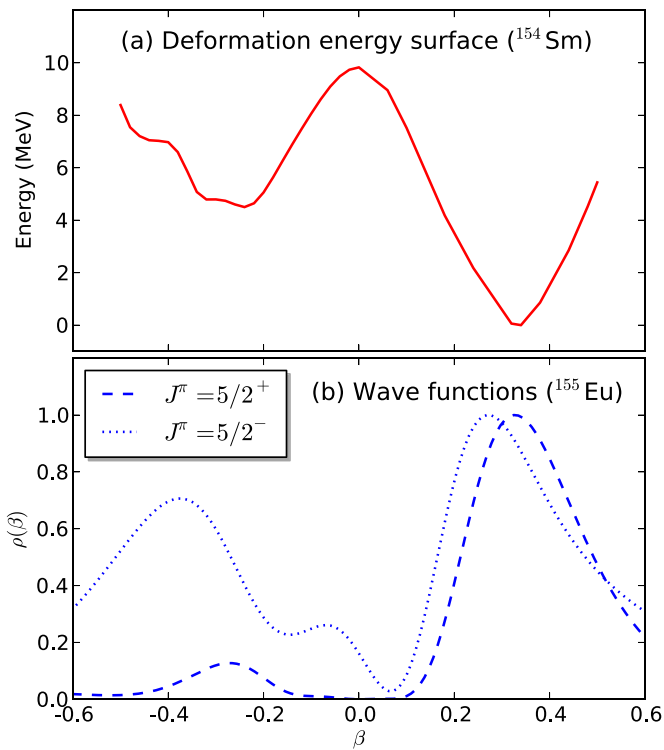 (a) Deformation energy surface (¹⁵⁴Sm)
10
8
6
4
2
0
Energy (MeV)
(b) Wave functions (¹⁵⁵Eu)
J^π = 5/2⁺
J^π = 5/2⁻
1.0
0.8
0.6
0.4
0.2
0.0
ρ(β)
-0.6 -0.4 -0.2 0.0 0.2 0.4 0.6
β